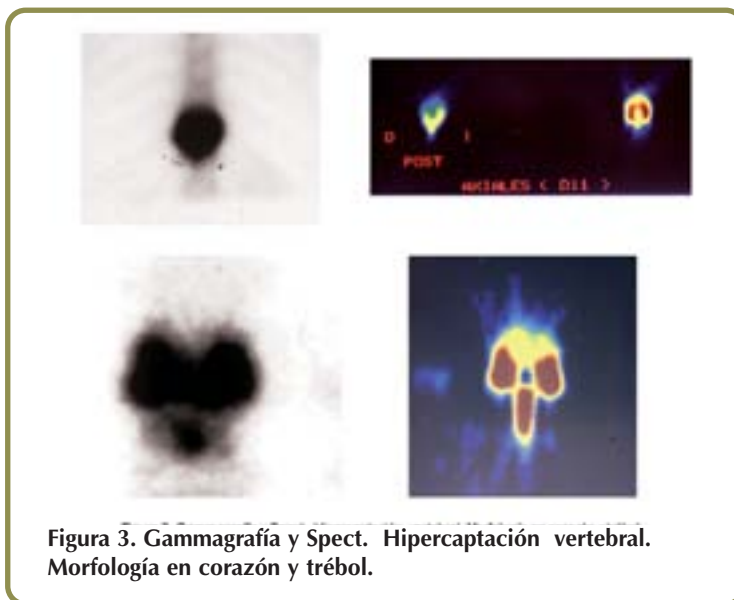 D I
POST
AXIALES < D11 >
Figura 3. Gammagrafía y Spect. Hipercaptación vertebral.
Morfología en corazón y trébol.